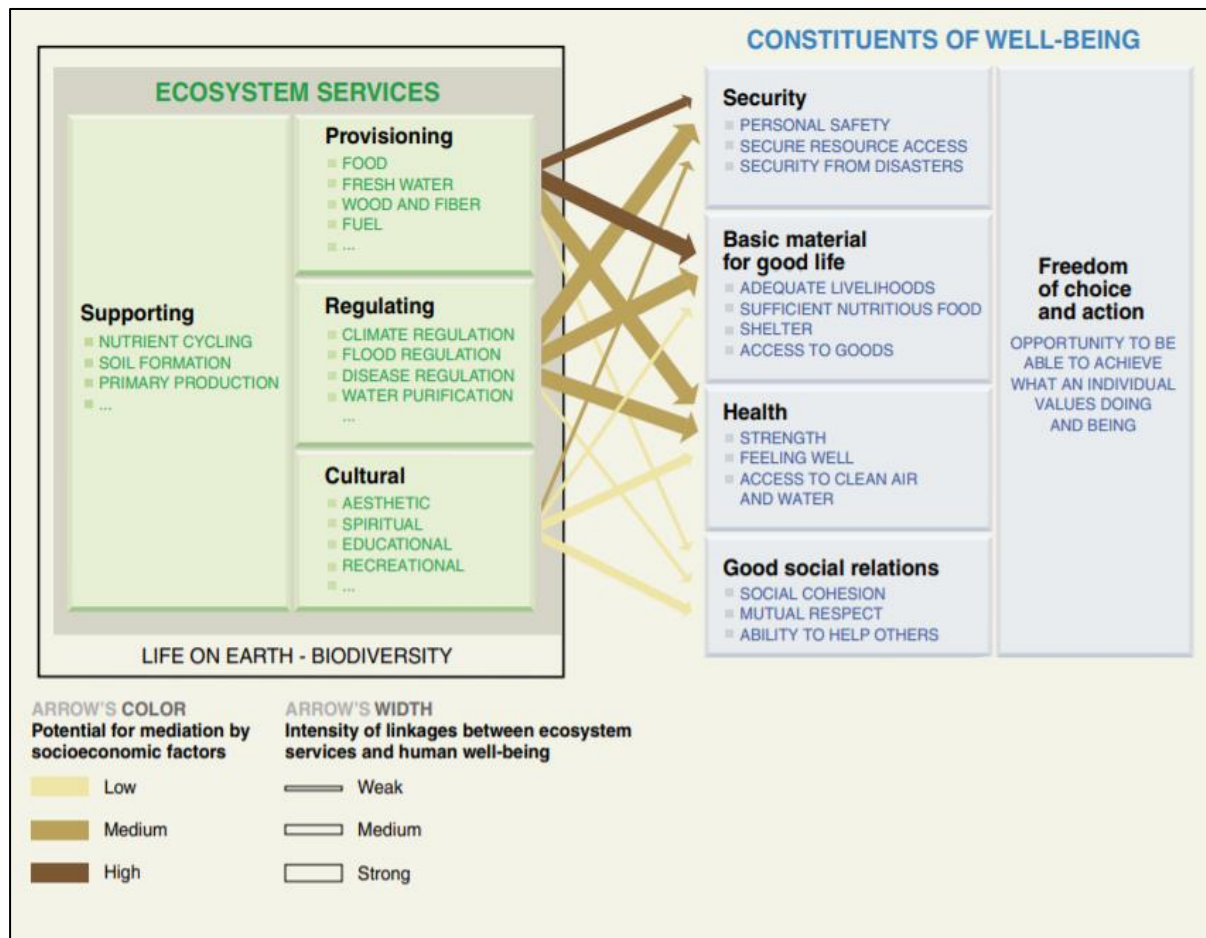 CONSTITUENTS OF WELL-BEING
ECOSYSTEM SERVICES
Supporting
NUTRIENT CYCLING
SOIL FORMATION
PRIMARY PRODUCTION
...
Provisioning
FOOD
FRESH WATER
WOOD AND FIBER
FUEL
...
Regulating
CLIMATE REGULATION
FLOOD REGULATION
DISEASE REGULATION
WATER PURIFICATION
...
Cultural
AESTHETIC
SPIRITUAL
EDUCATIONAL
RECREATIONAL
...
LIFE ON EARTH - BIODIVERSITY
Security
PERSONAL SAFETY
SECURE RESOURCE ACCESS
SECURITY FROM DISASTERS
Basic material
for good life
ADEQUATE LIVELIHOODS
SUFFICIENT NUTRITIOUS FOOD
SHELTER
ACCESS TO GOODS
Health
STRENGTH
FEELING WELL
ACCESS TO CLEAN AIR
AND WATER
Good social relations
SOCIAL COHESION
MUTUAL RESPECT
ABILITY TO HELP OTHERS
Freedom
of choice
and action
OPPORTUNITY TO BE
ABLE TO ACHIEVE
WHAT AN INDIVIDUAL
VALUES DOING
AND BEING
ARROW'S COLOR
Potential for mediation by
socioeconomic factors
Low
Medium
High
ARROW'S WIDTH
Intensity of linkages between ecosystem
services and human well-being
Weak
Medium
Strong